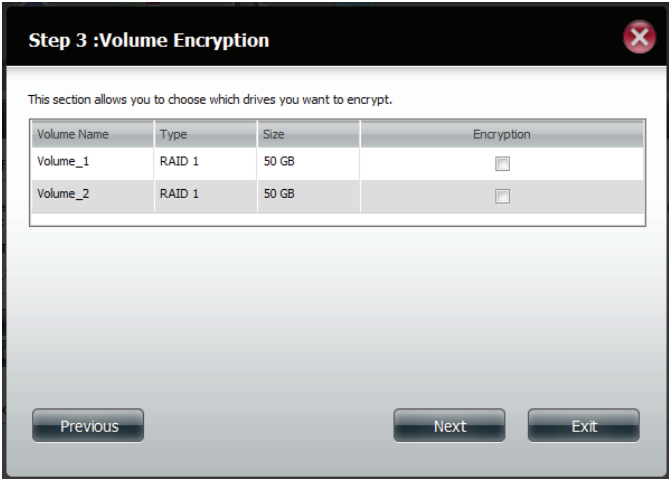 Step 3 :Volume Encryption
This section allows you to choose which drives you want to encrypt.
Volume Name Type Size Encryption
Volume_1 RAID 1 50 GB
Volume_2 RAID 1 50 GB
Previous Next Exit